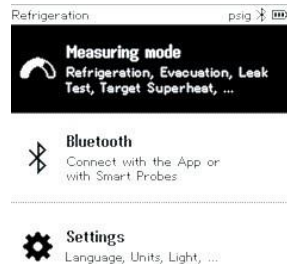 Refrigeration psig
Measuring mode
Refrigeration, Evacuation, Leak
Test, Target Superheat, ...
Bluetooth
Connect with the App or
with Smart Probes
Settings
Language, Units, Light, ...